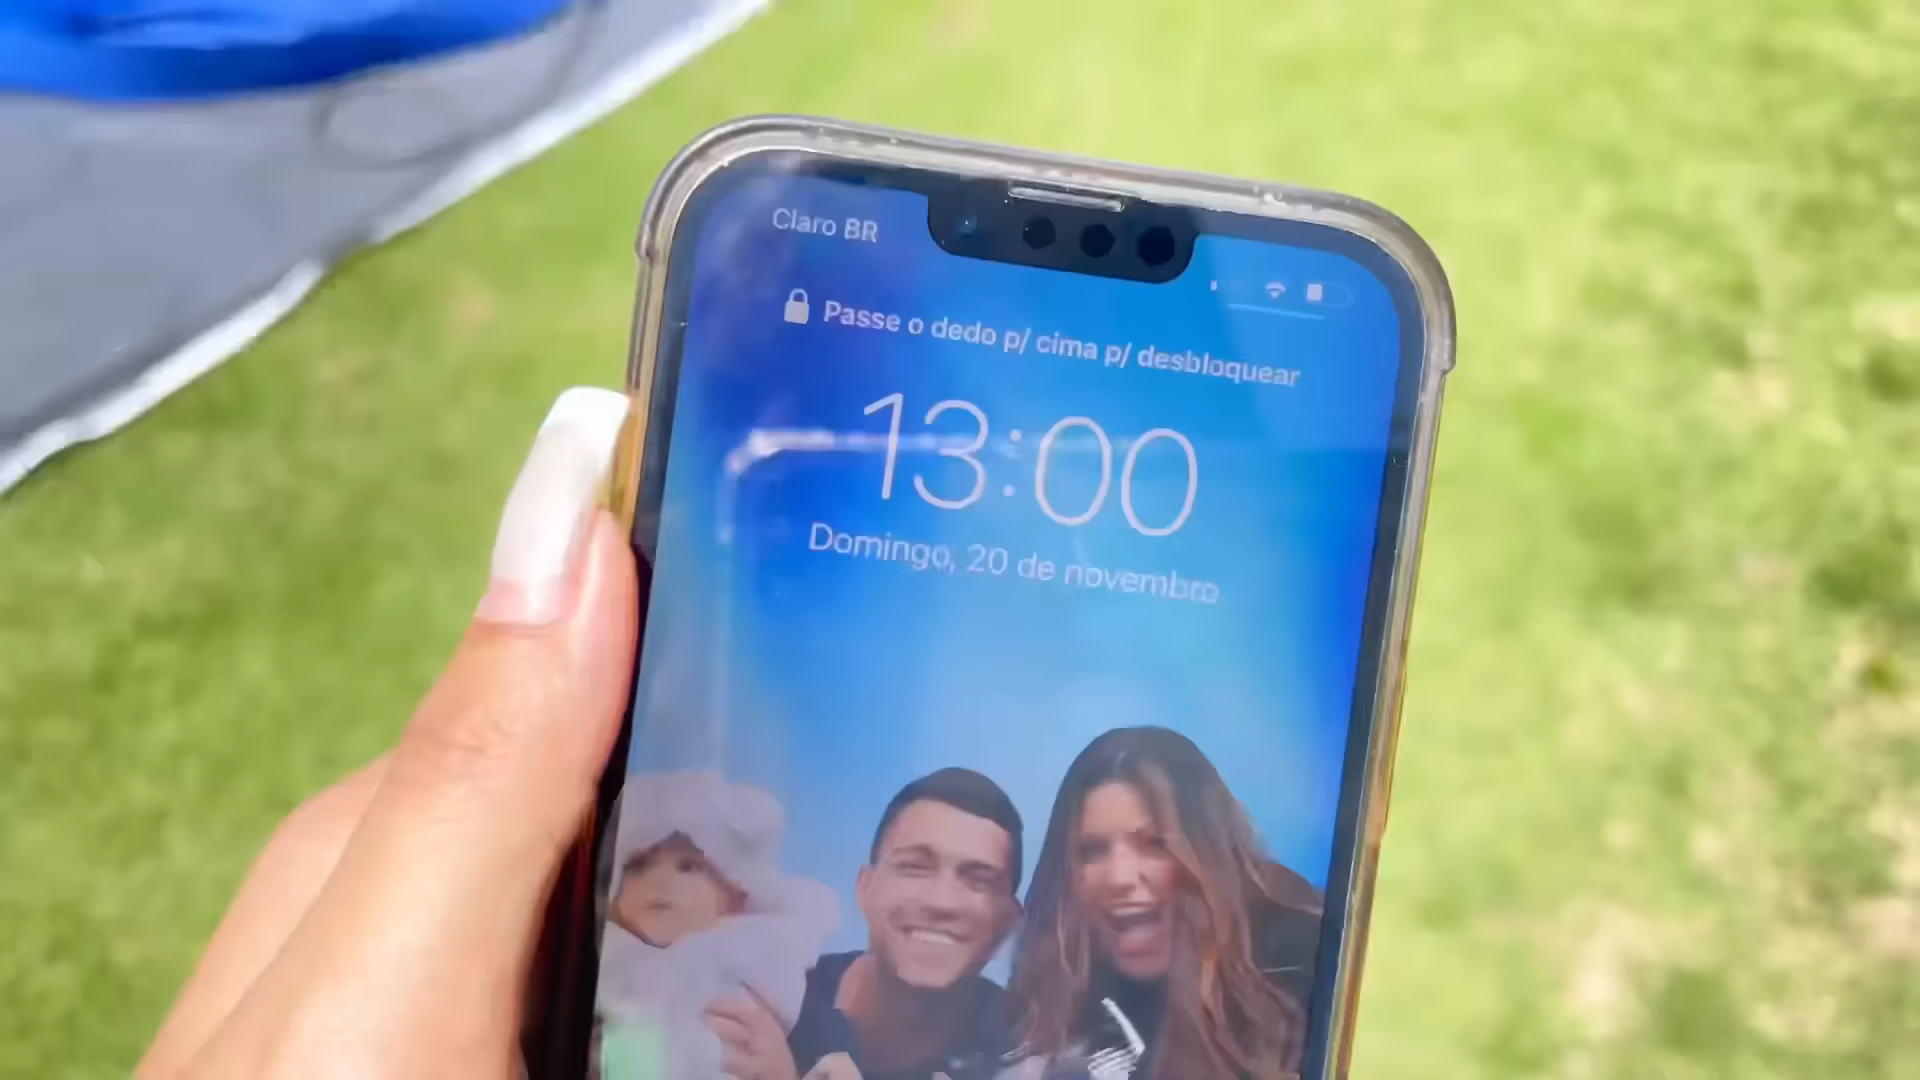 Claro BR
Passe o dedo p/ cima p/ desbloquear
13:00
Domingo, 20 de novembro